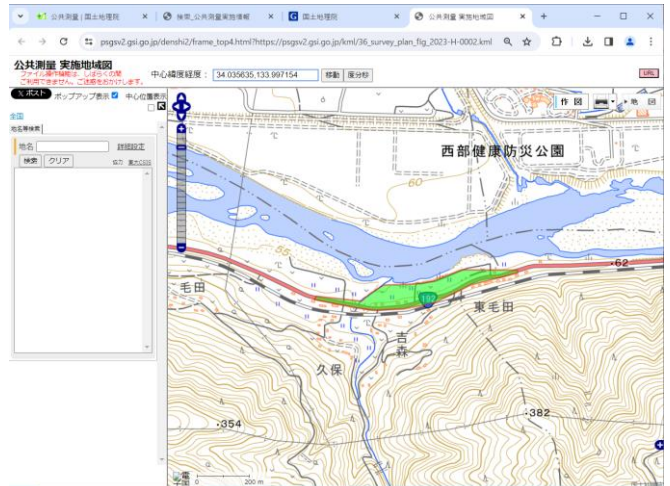 公共測量 | 国土地理院
検索_公共測量実施情報
国土地理院
公共測量 実施地域図
psgsv2.gsi.go.jp/denshi2/frame_top4.html?https://psgsv2.gsi.go.jp/kml/36_survey_plan_flg_2023-H-0002.kml
公共測量 実施地域図
ファイル操作機能は、しばらくの間
ご利用できません。ご迷惑をおかけします。
中心緯度経度：
34.035635,133.997154
移動
度分秒
URL
X ポスト
ポップアップ表示
中心位置表示
全国
地名等検索
地名
詳細設定
検索
クリア
協力 東大CSIS
作 図
地 図
西部健康防災公園
60
55
62
毛田
192
東毛田
吉森
久保
354
382
0
200 m